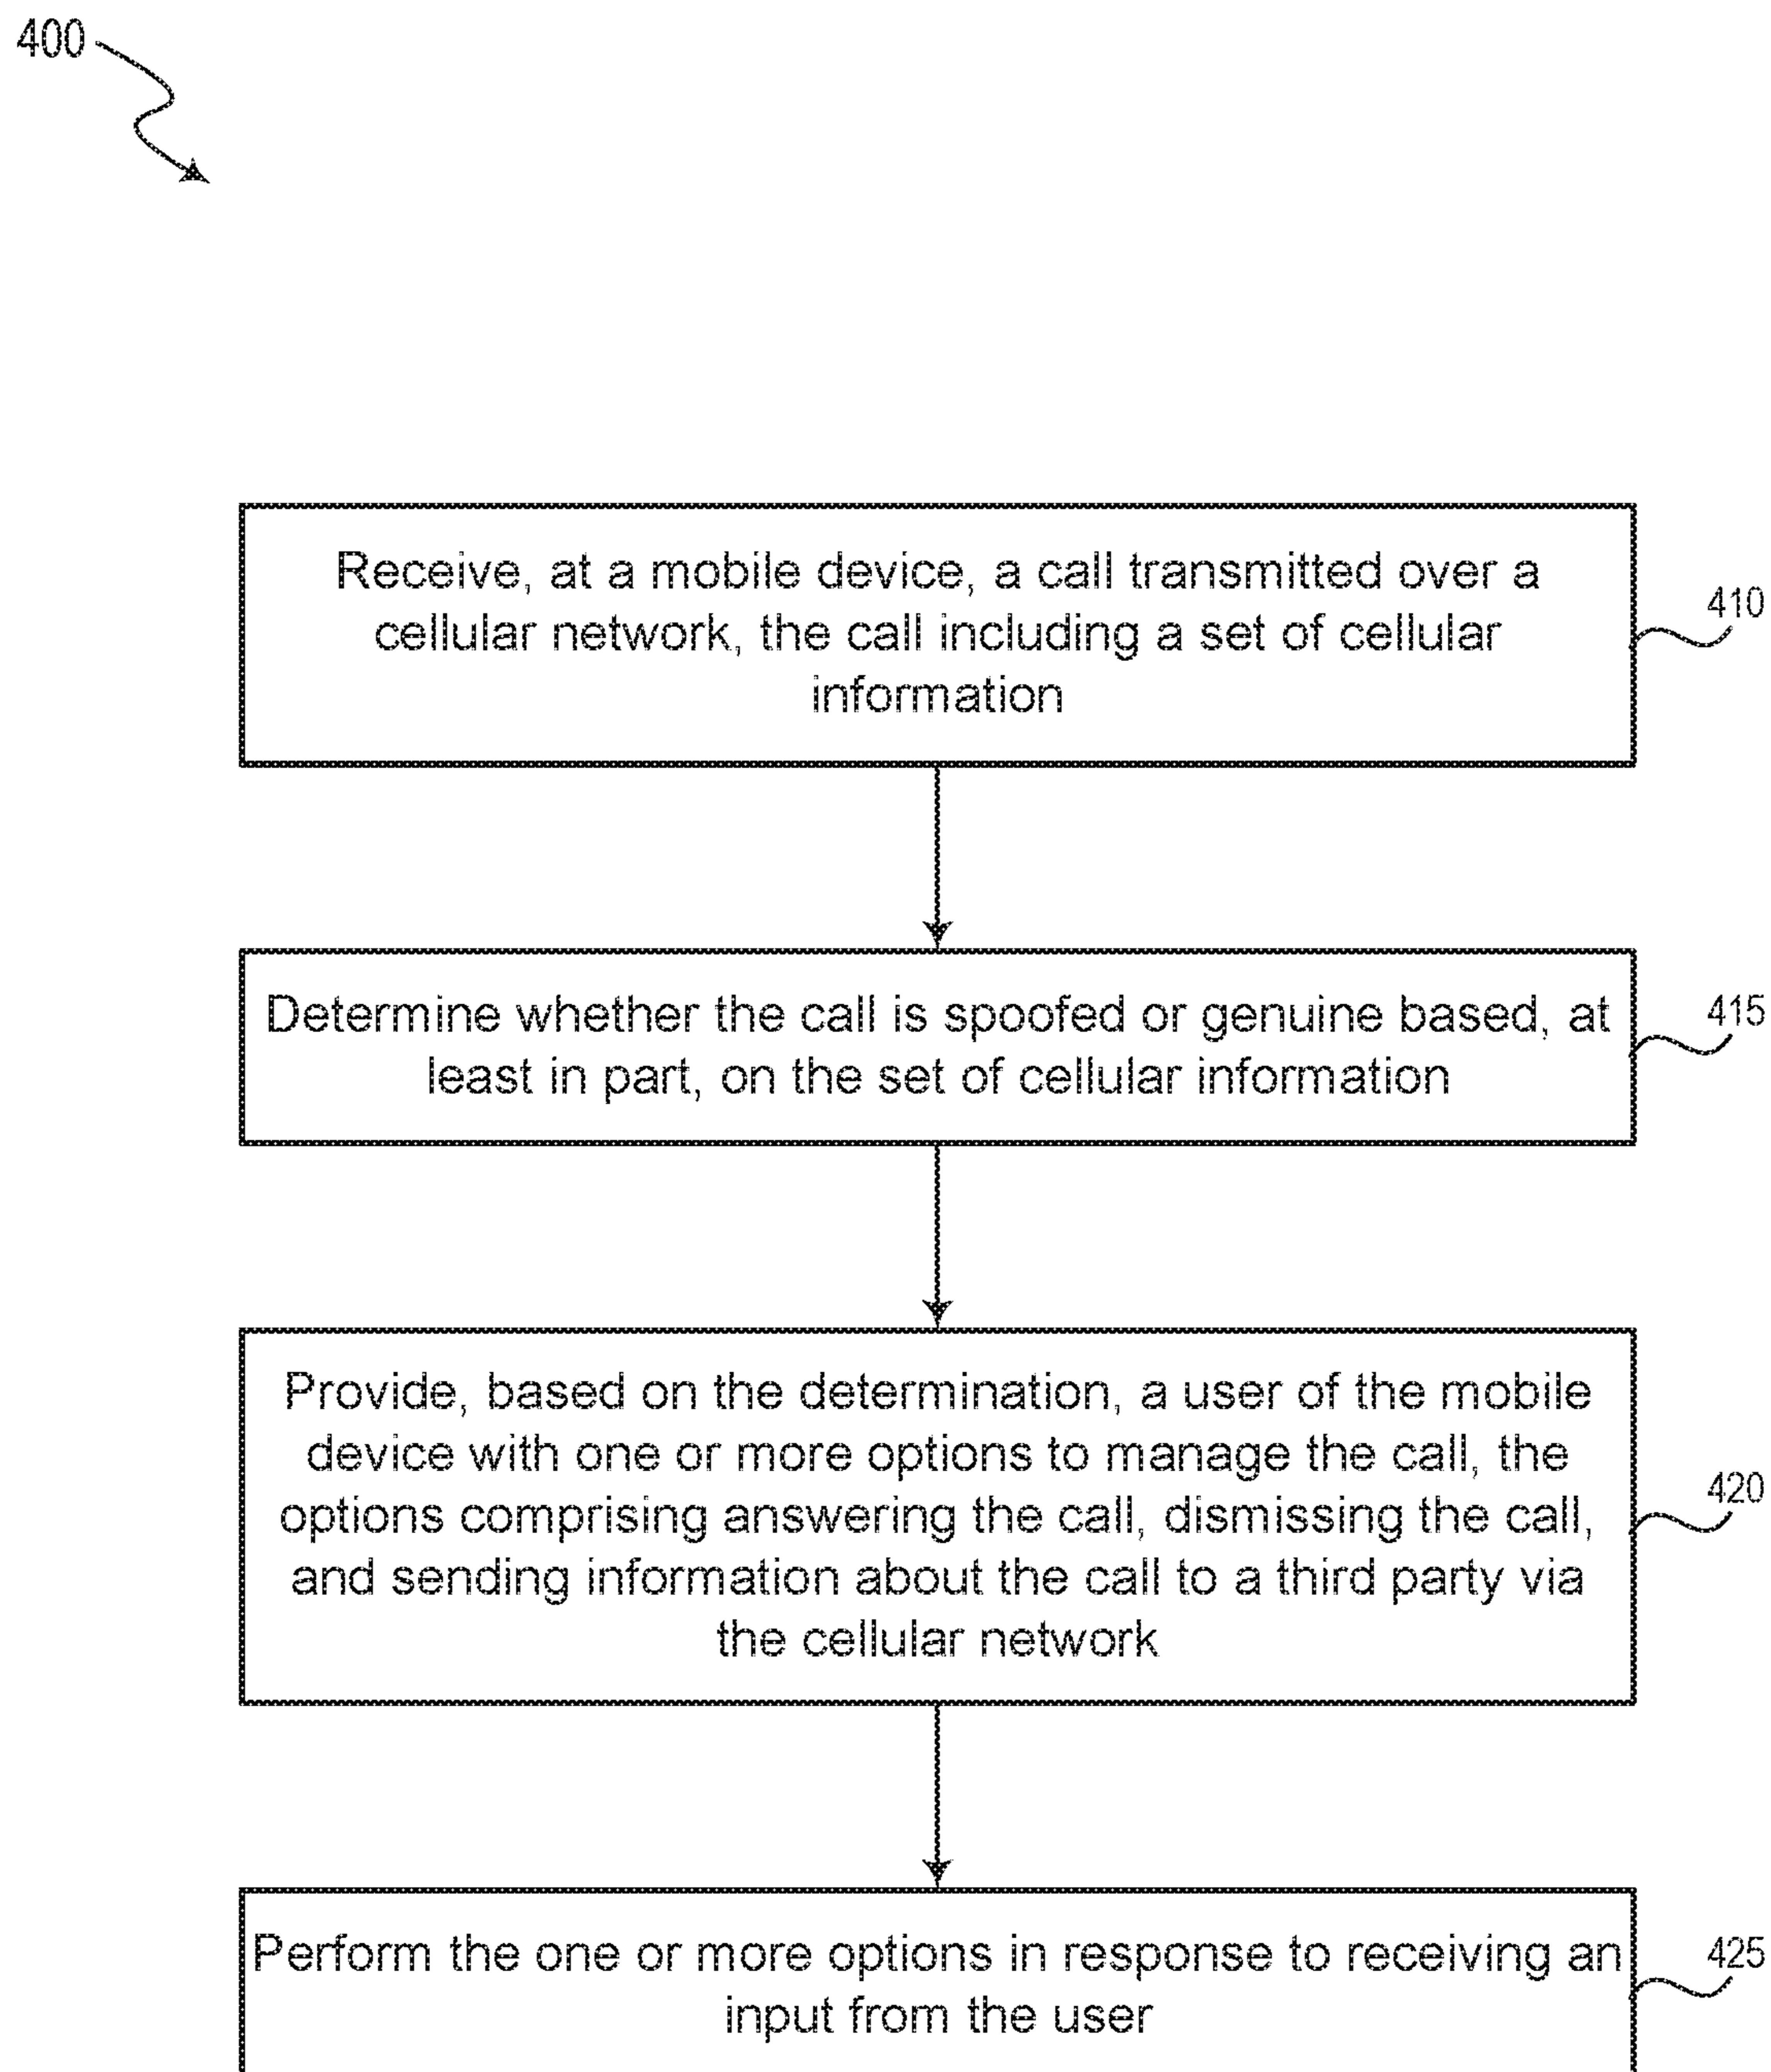 400
Receive, at a mobile device, a call transmitted over a
cellular network, the call including a set of cellular
information
410
Determine whether the call is spoofed or genuine based, at
least in part, on the set of cellular information
415
Provide, based on the determination, a user of the mobile
device with one or more options to manage the call, the
options comprising answering the call, dismissing the call,
and sending information about the call to a third party via
the cellular network
420
Perform the one or more options in response to receiving an
input from the user
425